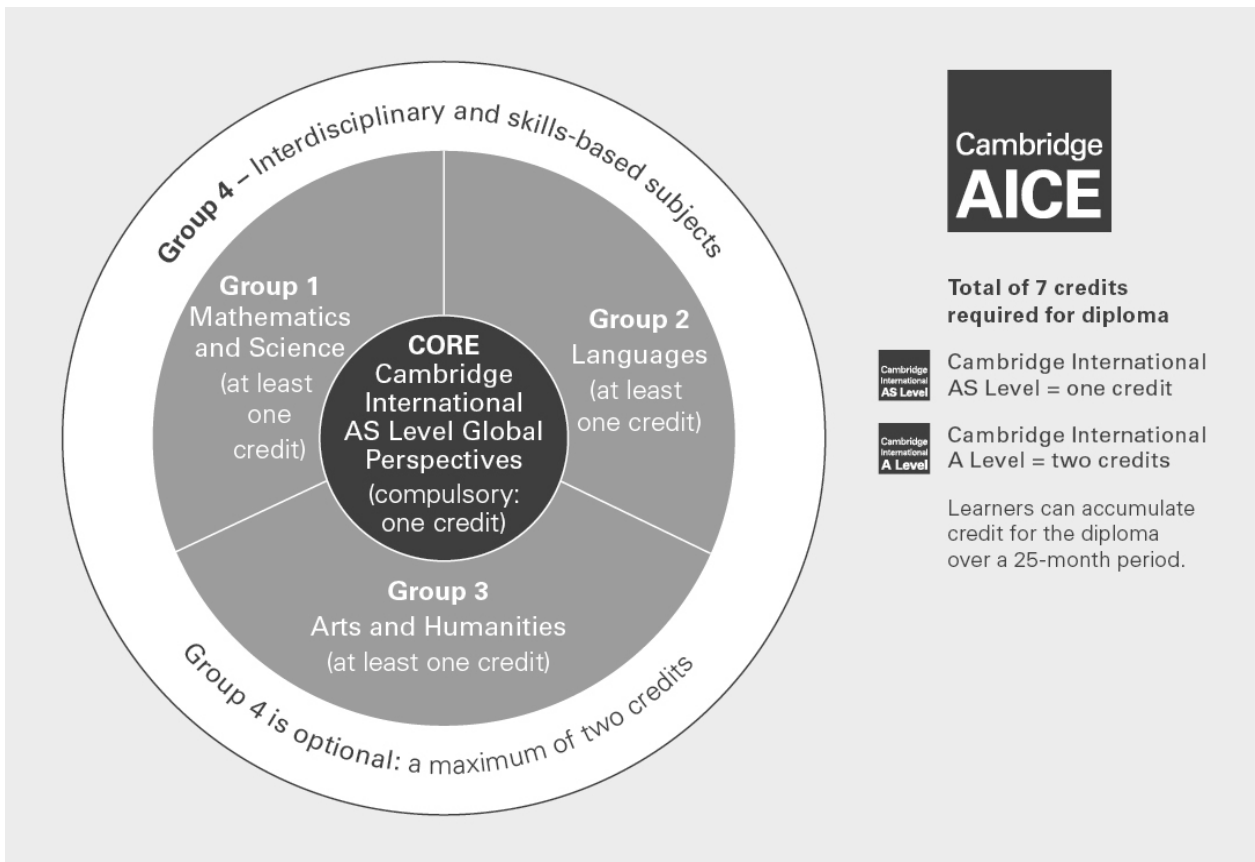 Group 4 – Interdisciplinary and skills-based subjects
Group 1
Mathematics
and Science
(at least
one
credit)
CORE
Cambridge
International
AS Level Global
Perspectives
(compulsory:
one credit)
Group 2
Languages
(at least
one credit)
Group 3
Arts and Humanities
(at least one credit)
Group 4 is optional: a maximum of two credits
Cambridge
AICE
Total of 7 credits
required for diploma
Cambridge
International
AS Level
Cambridge International
AS Level = one credit
Cambridge
International
A Level
Cambridge International
A Level = two credits
Learners can accumulate
credit for the diploma
over a 25-month period.